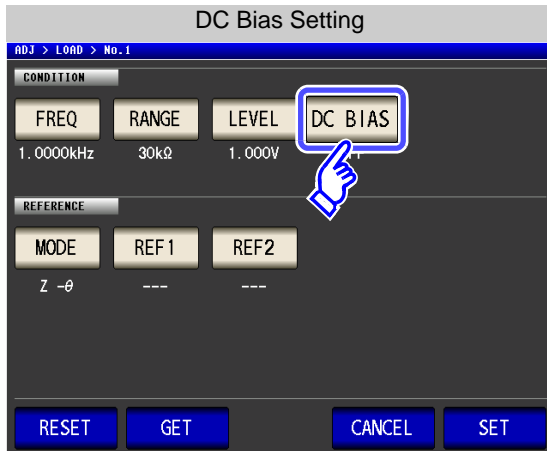 DC Bias Setting
ADJ > LOAD > No.1
CONDITION
FREQ RANGE LEVEL DC BIAS
1.0000kHz 30kΩ 1.000V
REFERENCE
MODE REF1 REF2
Z -θ --- ---
RESET GET CANCEL SET